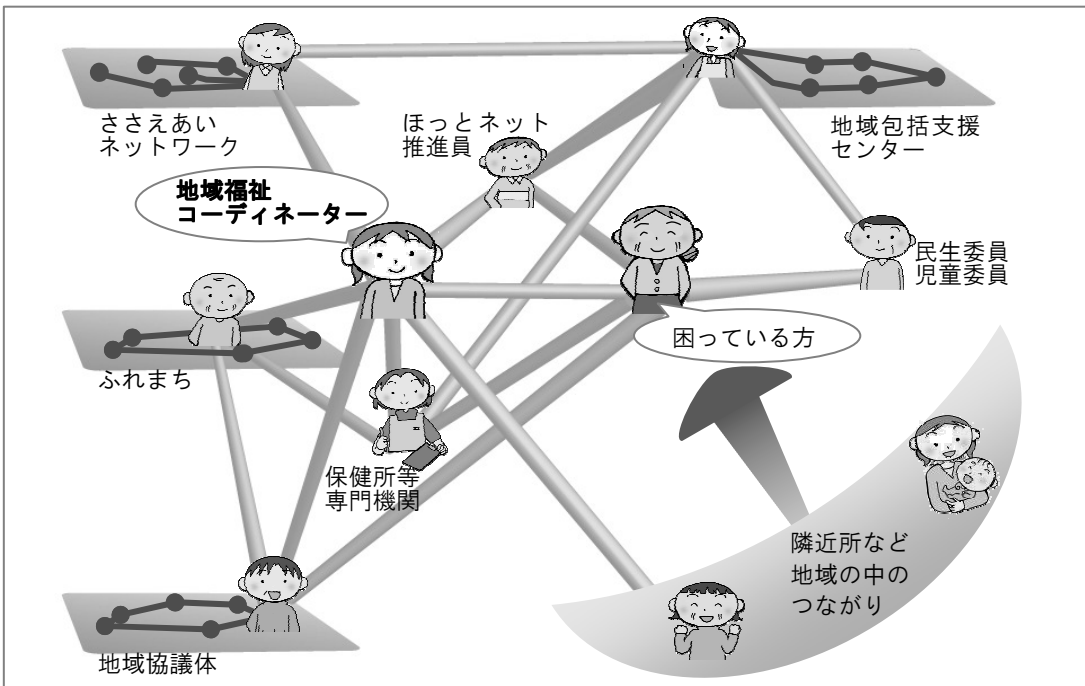 ささえあい
ネットワーク
ほっとネット
推進員
地域包括支援
センター
地域福祉
コーディネーター
民生委員
児童委員
困っている方
ふれまち
保健所等
専門機関
隣近所など
地域の中の
つながり
地域協議体